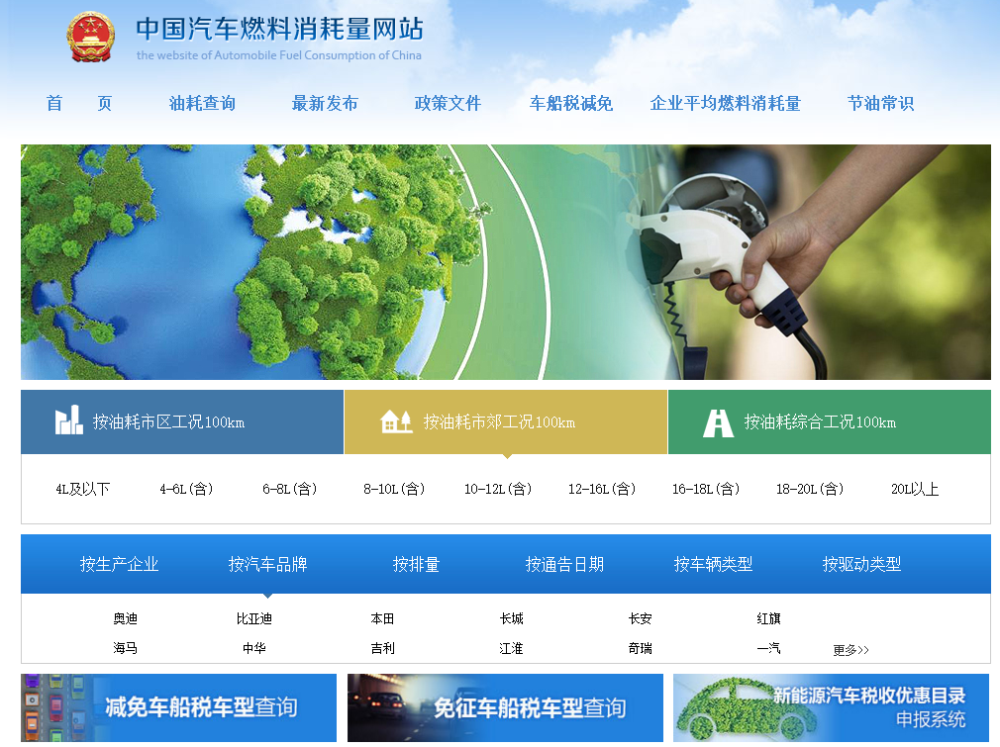 中国汽车燃料消耗量网站
the website of Automobile Fuel Consumption of China
首 页 油耗查询 最新发布 政策文件 车船税减免 企业平均燃料消耗量 节油常识
按油耗市区工况100km 按油耗市郊工况100km 按油耗综合工况100km
4L及以下 4-6L(含) 6-8L(含) 8-10L(含) 10-12L(含) 12-16L(含) 16-18L(含) 18-20L(含) 20L以上
按生产企业 按汽车品牌 按排量 按通告日期 按车辆类型 按驱动类型
奥迪 比亚迪 本田 长城 长安 红旗
海马 中华 吉利 江淮 奇瑞 一汽 更多>>
减免车船税车型查询 免征车船税车型查询 新能源汽车税收优惠目录
申报系统